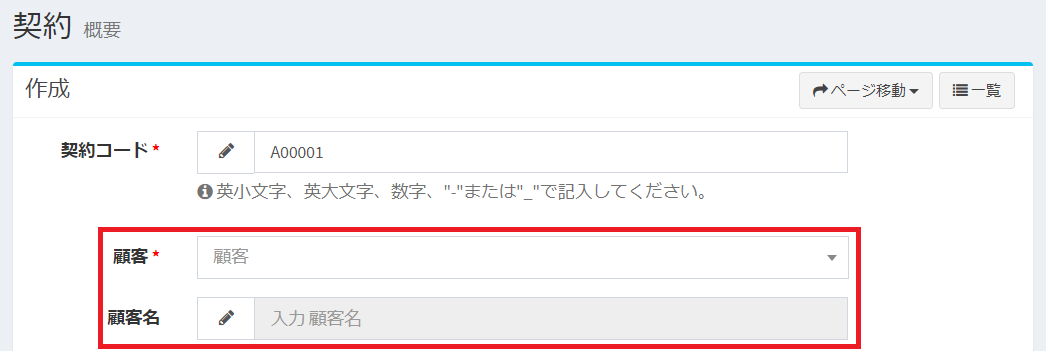 契約 概要
作成
ページ移動 一覧
契約コード * A00001
英小文字、英大文字、数字、"-"または"_"で記入してください。
顧客 * 顧客
顧客名 入力 顧客名